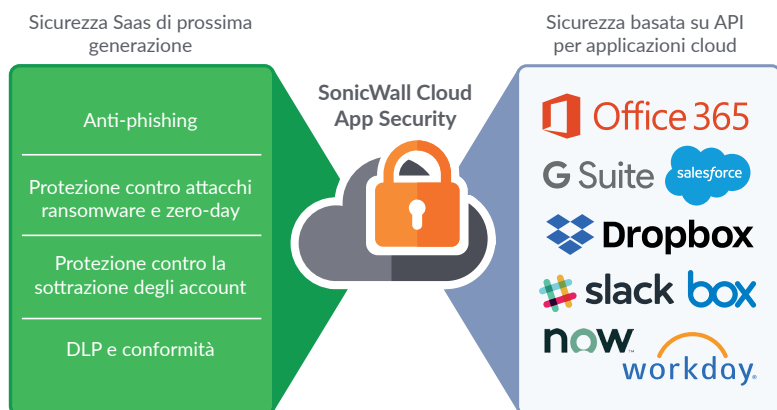 Sicurezza Saas di prossima
generazione
Anti-phishing
Protezione contro attacchi
ransomware e zero-day
Protezione contro la
sottrazione degli account
DLP e conformità
SonicWall Cloud
App Security
Sicurezza basata su API
per applicazioni cloud
Office 365
G Suite
salesforce
Dropbox
slack
box
now
workday.